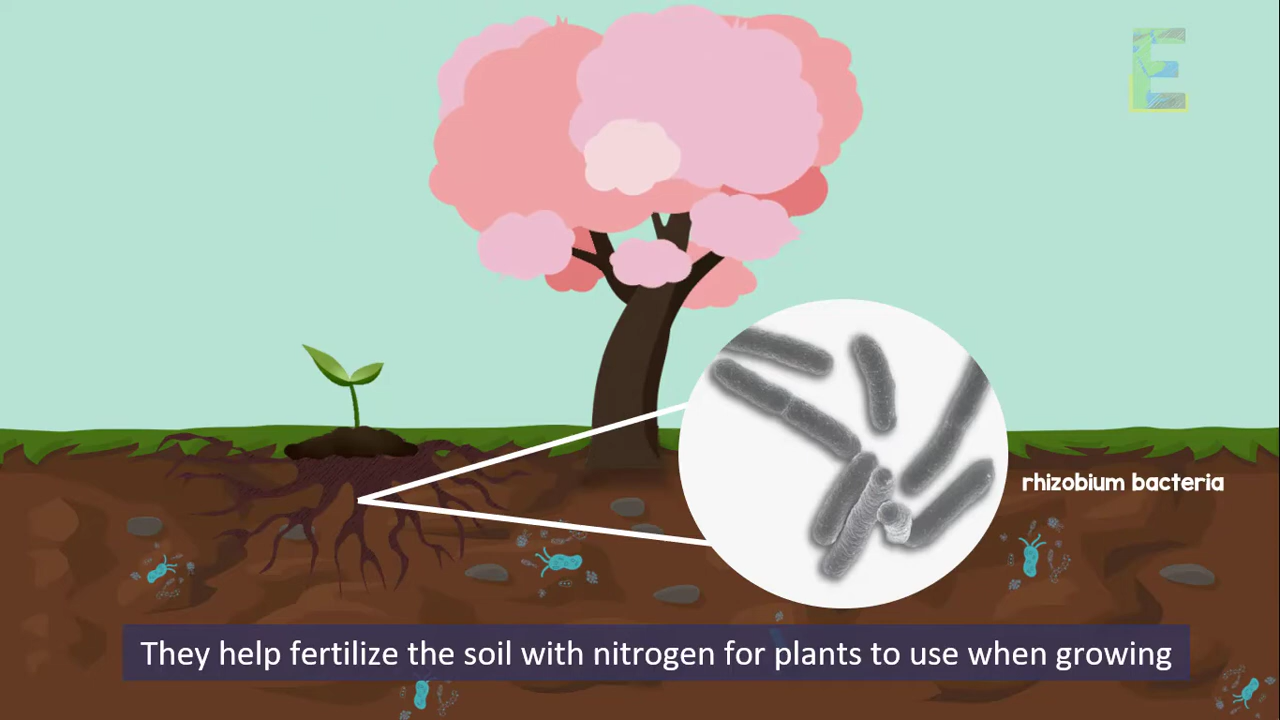 E
rhizobium bacteria
They help fertilize the soil with nitrogen for plants to use when growing